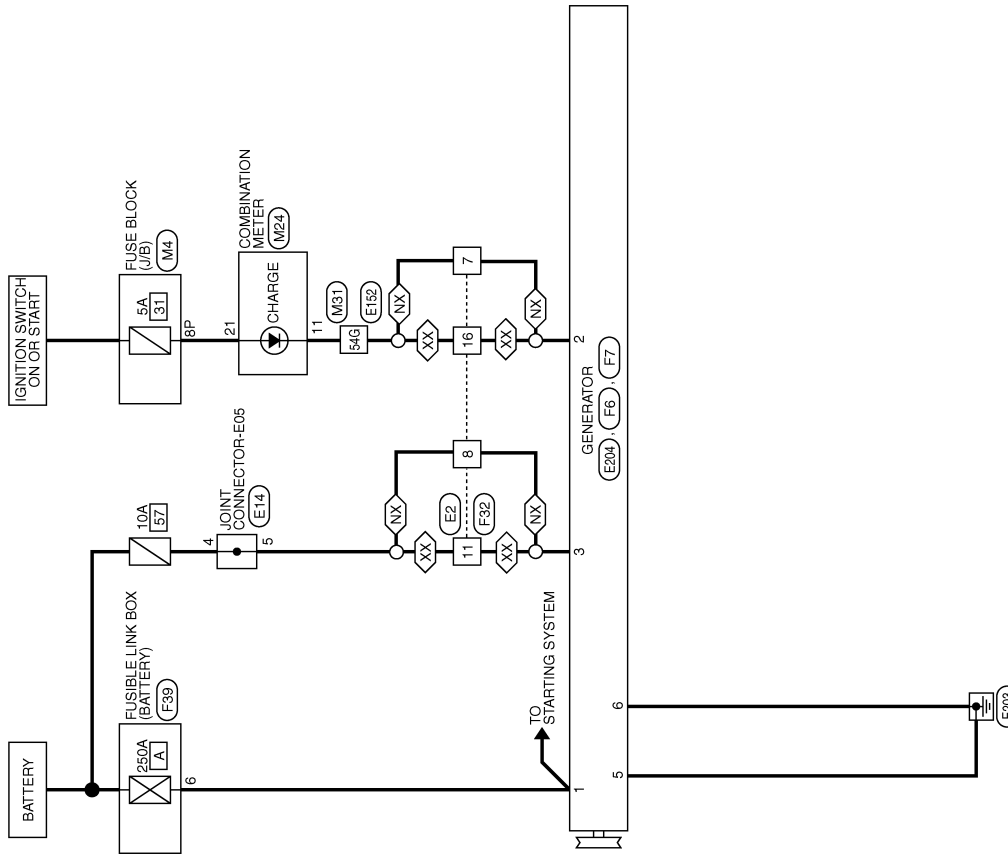 IGNITION SWITCH
ON OR START
BATTERY
FUSE BLOCK
(J/B)
M4
5A
31
8P
COMBINATION
METER
M24
21
CHARGE
11
M31
E152
54G
NX
XX
16
7
XX
NX
2
10A
57
JOINT
CONNECTOR-E05
E14
4
5
NX
XX
E2
11
8
F32
XX
NX
3
FUSIBLE LINK BOX
(BATTERY)
F39
250A
A
6
TO
STARTING SYSTEM
1
GENERATOR
E204 , F6 , F7
5
6